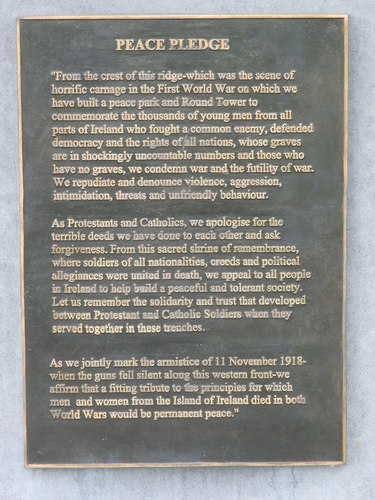 PEACE PLEDGE
"From the crest of this ridge-which was the scene of
horrific carnage in the First World War on which we
have built a peace park and Round Tower to
commemorate the thousands of young men from all
parts of Ireland who fought a common enemy, defended
democracy and the rights of all nations, whose graves
are in shockingly uncountable numbers and those who
have no graves, we condemn war and the futility of war.
We repudiate and denounce violence, aggression,
intimidation, threats and unfriendly behaviour.
As Protestants and Catholics, we apologise for the
terrible deeds we have done to each other and ask
forgiveness. From this sacred shrine of remembrance,
where soldiers of all nationalities, creeds and political
allegiances were united in death, we appeal to all people
in Ireland to help build a peaceful and tolerant society.
Let us remember the solidarity and trust that developed
between Protestant and Catholic Soldiers when they
served together in these trenches.
As we jointly mark the armistice of 11 November 1918-
when the guns fell silent along this western front-we
affirm that a fitting tribute to the principles for which
men and women from the Island of Ireland died in both
World Wars would be permanent peace."